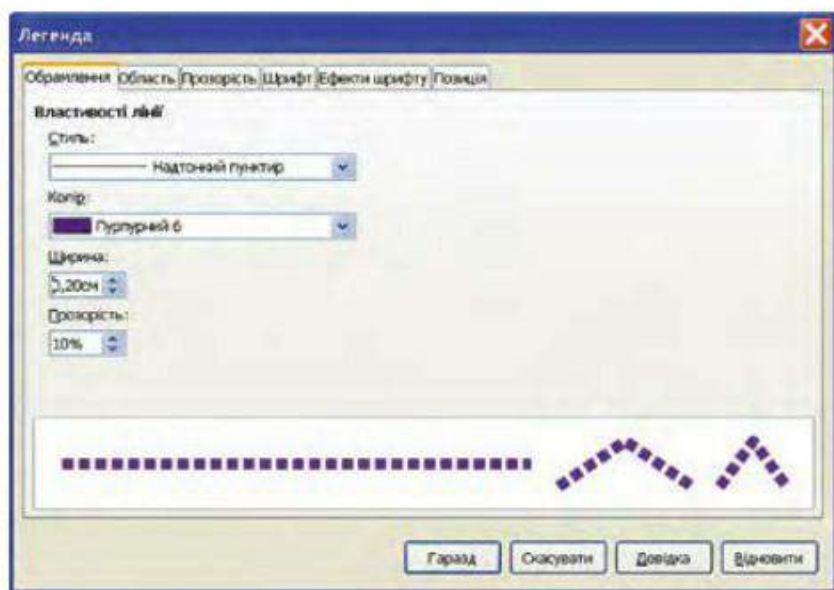 Легенда
Обрамлення Область Прозорість Шрифт Ефекти шрифту Позиція
Властивості лінії
Стиль:
Надтонкий пунктир
Колір:
Пурпурний 6
Ширина:
0,20см
Прозорість:
10%
Гаразд Скасувати Довідка Відновити